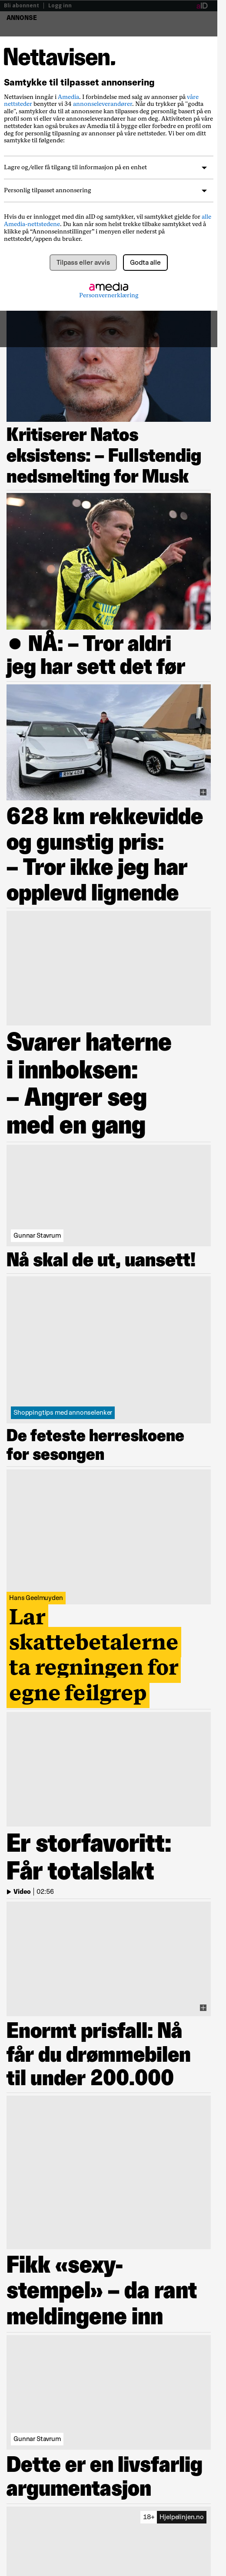 Bli abonnent | Logg inn
aID
ANNONSE
Nettavisen.
Samtykke til tilpasset annonsering
Nettavisen inngår i Amedia. I forbindelse med salg av annonser på våre
nettsteder benytter vi 34 annonseleverandører. Når du trykker på "godta
alle", samtykker du til at annonsene kan tilpasses deg personlig basert på en
profil som vi eller våre annonseleverandører har om deg. Aktiviteten på våre
nettsteder kan også brukes av Amedia til å bygge eller forbedre en profil om
deg for personlig tilpasning av annonser på våre nettsteder. Vi ber om ditt
samtykke til følgende:
Lagre og/eller få tilgang til informasjon på en enhet
Personlig tilpasset annonsering
Hvis du er innlogget med din aID og samtykker, vil samtykket gjelde for alle
Amedia-nettstedene. Du kan når som helst trekke tilbake samtykket ved å
klikke på "Annonseinnstillinger" i menyen eller nederst på
nettstedet/appen du bruker.
Tilpass eller avvis
Godta alle
amedia
Personvernerklæring
Kritiserer Natos
eksistens: – Fullstendig
nedsmelting for Musk
● NÅ: – Tror aldri
jeg har sett det før
628 km rekkevidde
og gunstig pris:
– Tror ikke jeg har
opplevd lignende
Svarer haterne
i innboksen:
– Angrer seg
med en gang
Gunnar Stavrum
Nå skal de ut, uansett!
Shoppingtips med annonselenker
De feteste herreskoene
for sesongen
Hans Geelmuyden
Lar
skattebetalerne
ta regningen for
egne feilgrep
Er storfavoritt:
Får totalslakt
Video | 02:56
Enormt prisfall: Nå
får du drømmebilen
til under 200.000
Fikk «sexy-
stempel» – da rant
meldingene inn
Gunnar Stavrum
Dette er en livsfarlig
argumentasjon
18+ Hjelpelinjen.no